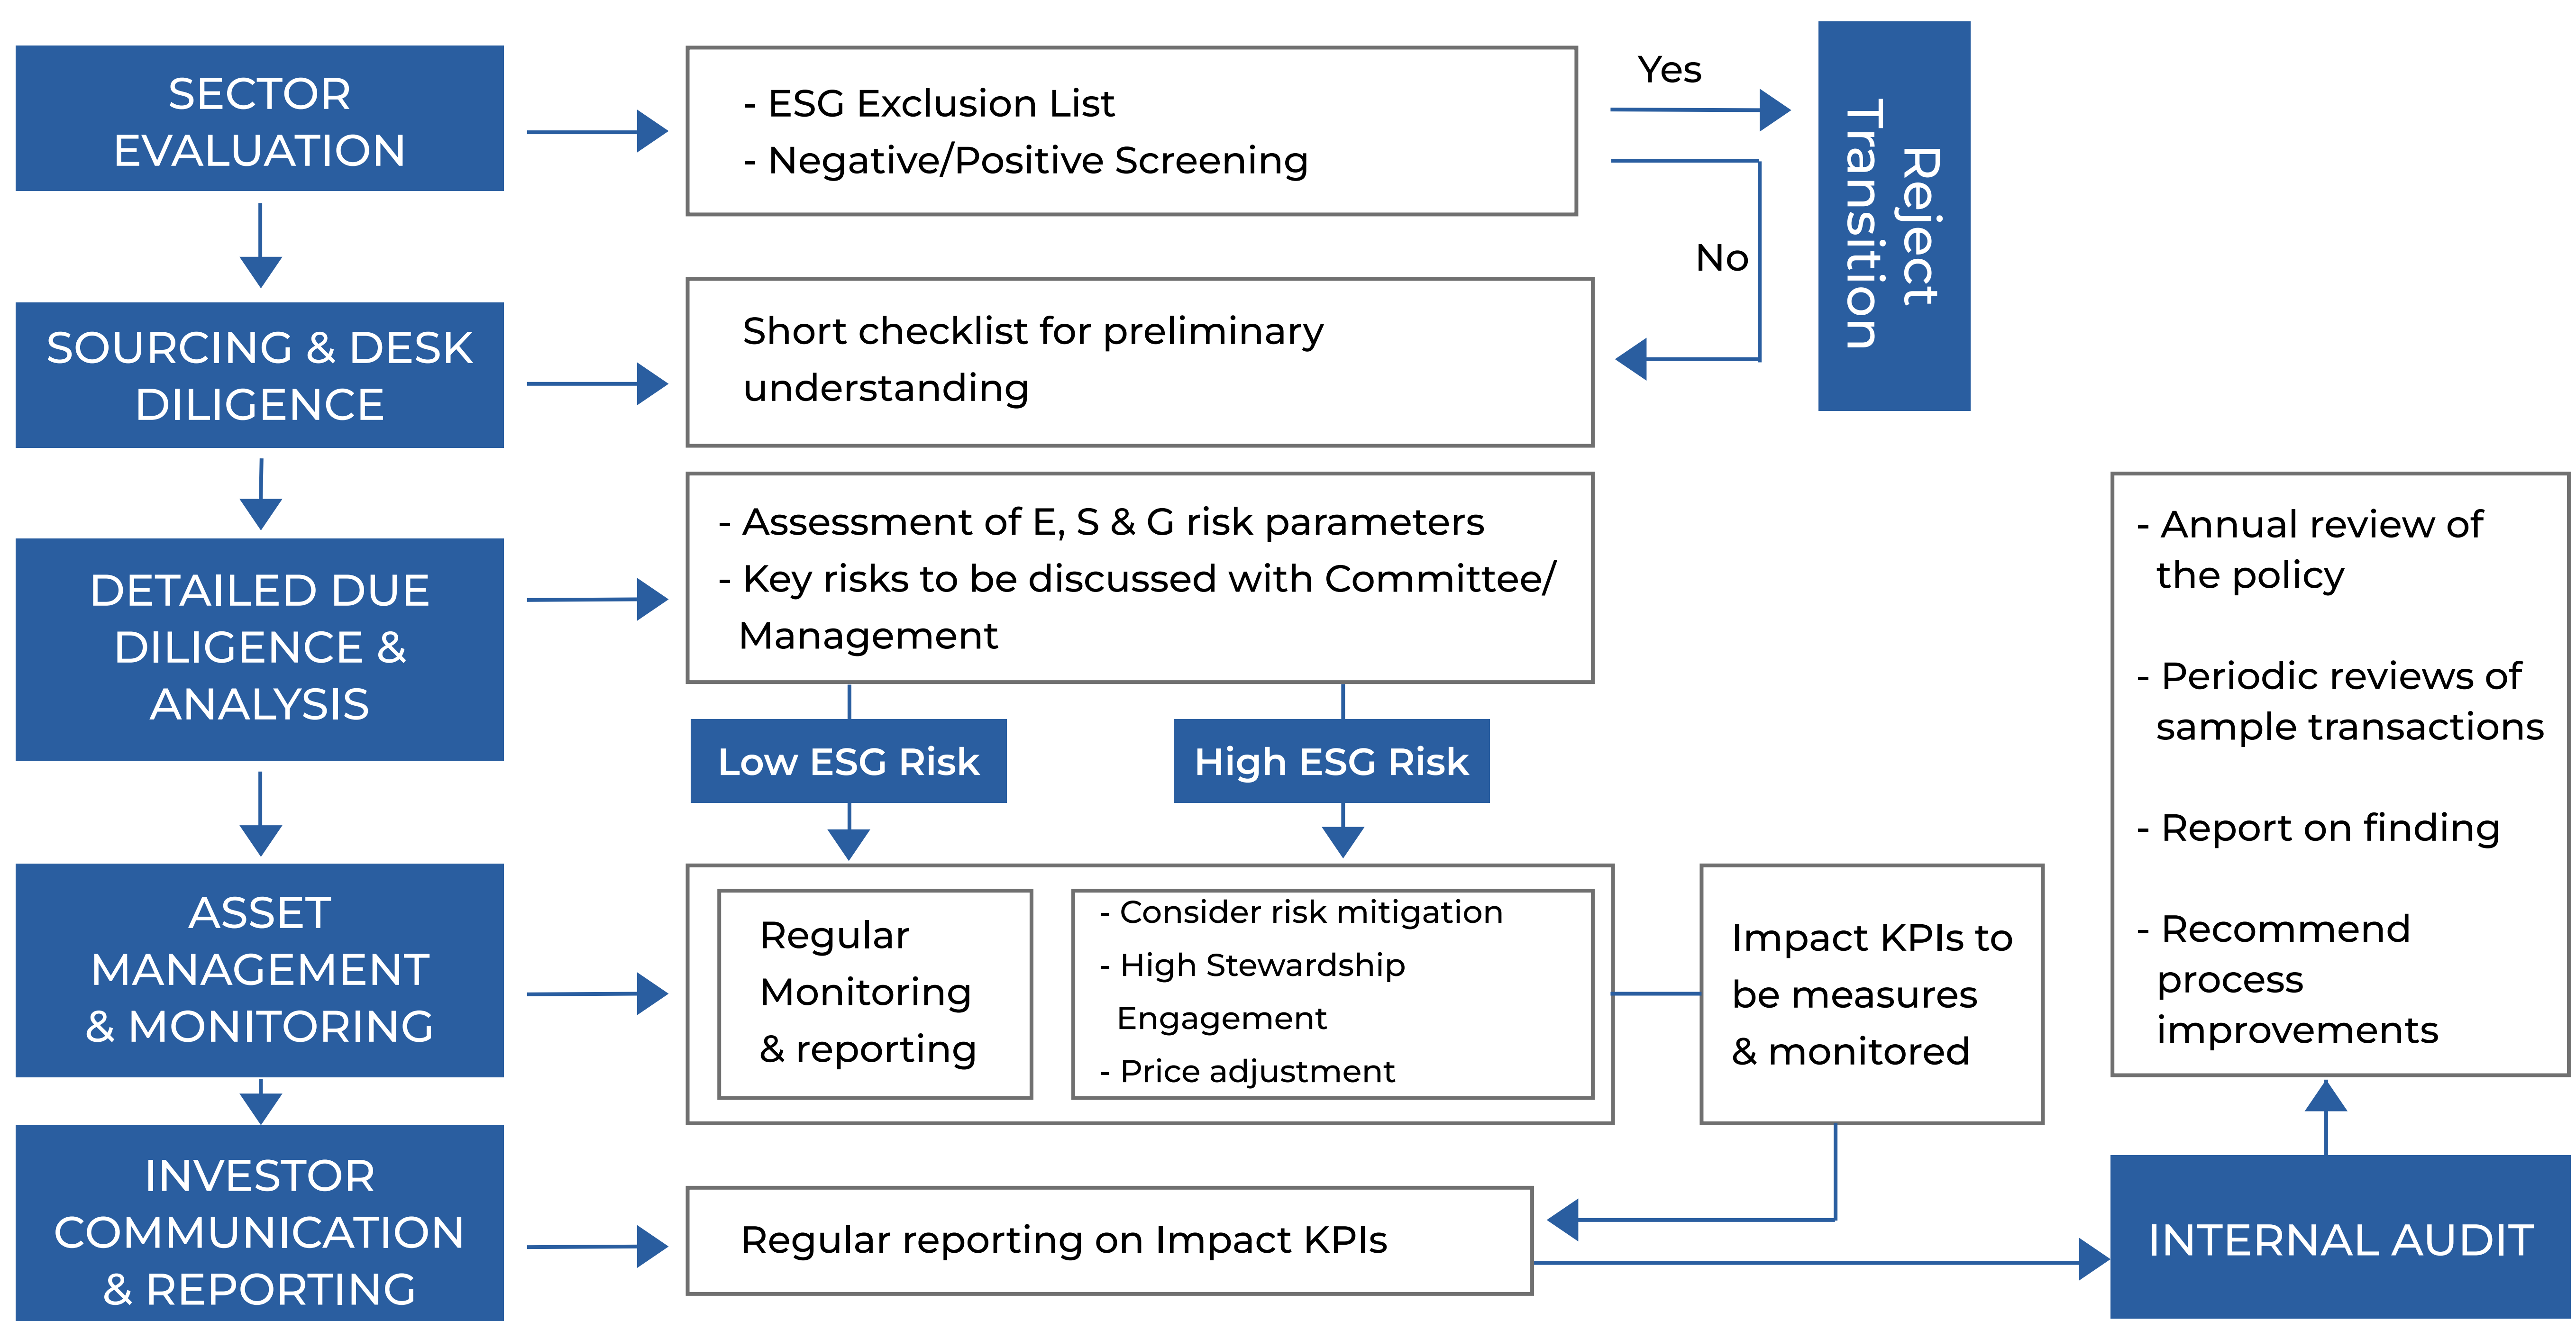 SECTOR
EVALUATION
- ESG Exclusion List
- Negative/Positive Screening
Yes
No
Reject
Transition
SOURCING & DESK
DILIGENCE
Short checklist for preliminary
understanding
DETAILED DUE
DILIGENCE &
ANALYSIS
- Assessment of E, S & G risk parameters
- Key risks to be discussed with Committee/
Management
Low ESG Risk
High ESG Risk
ASSET
MANAGEMENT
& MONITORING
Regular
Monitoring
& reporting
- Consider risk mitigation
- High Stewardship
Engagement
- Price adjustment
Impact KPIs to
be measures
& monitored
INVESTOR
COMMUNICATION
& REPORTING
Regular reporting on Impact KPIs
INTERNAL AUDIT
- Annual review of
the policy
- Periodic reviews of
sample transactions
- Report on finding
- Recommend
process
improvements